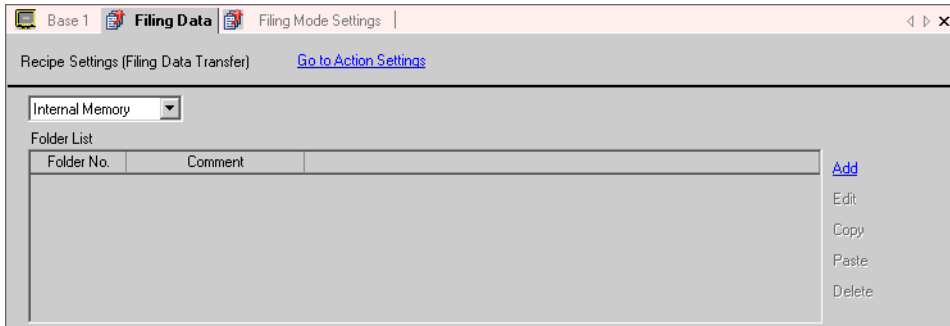 Base 1 Filing Data Filing Mode Settings
Recipe Settings (Filing Data Transfer) Go to Action Settings
Internal Memory
Folder List
Folder No. Comment
Add
Edit
Copy
Paste
Delete